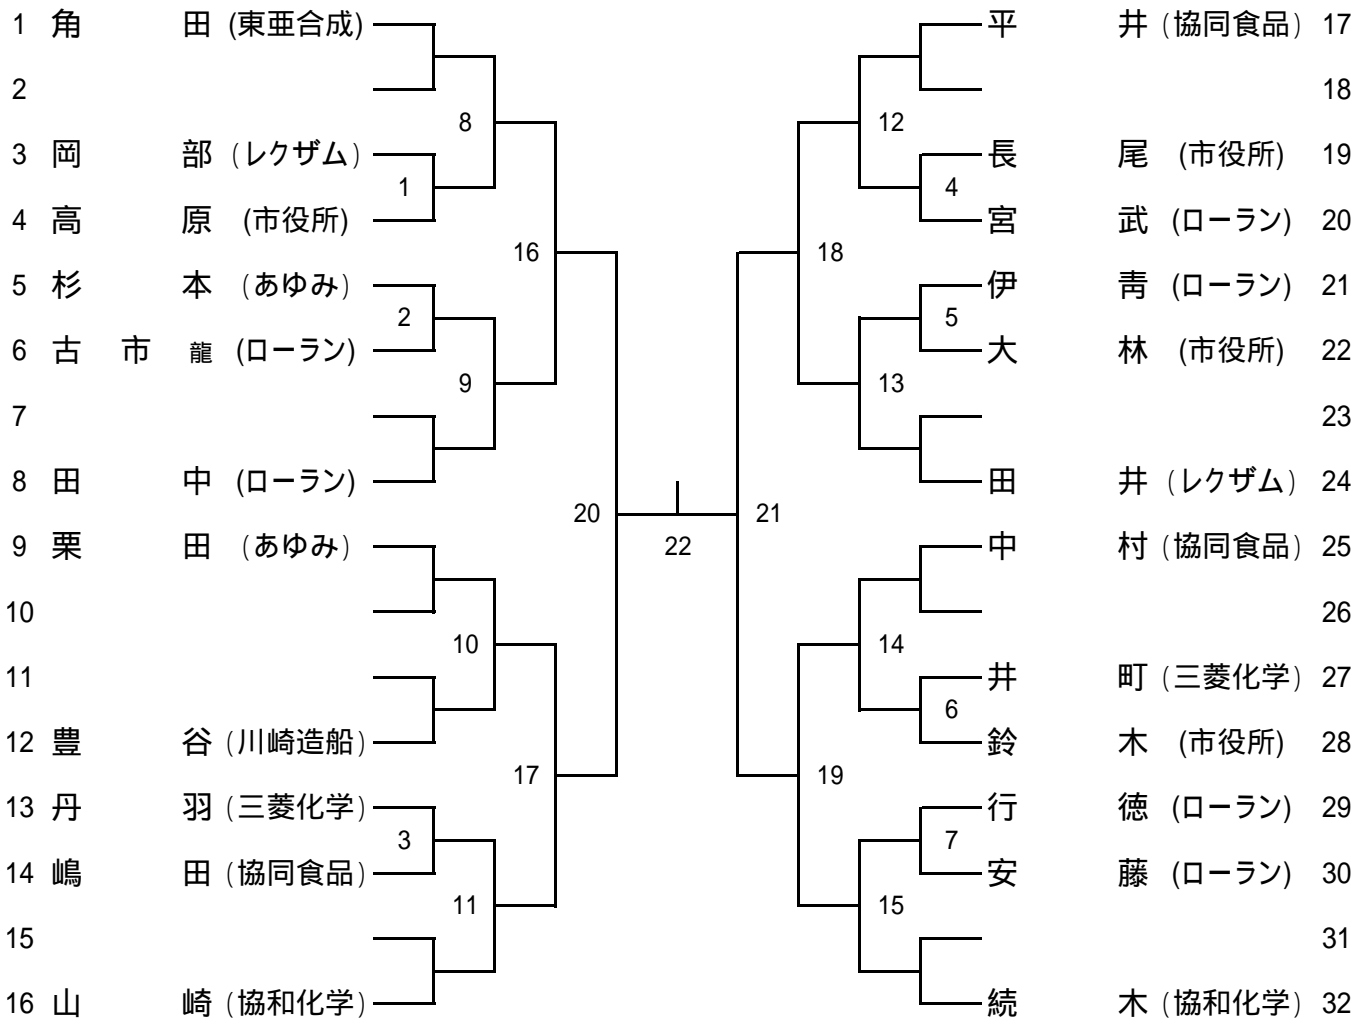 1 角 田 (東亜合成)
2
8
3 岡 部 (レクザム)
1
4 高 原 (市役所)
16
5 杉 本 (あゆみ)
2
6 古 市 龍 (ローラン)
9
7
8 田 中 (ローラン)
20
9 栗 田 (あゆみ)
10
10
11
12 豊 谷 (川崎造船)
17
13 丹 羽 (三菱化学)
3
14 嶋 田 (協同食品)
11
15
16 山 崎 (協和化学)
22
平 井 (協同食品) 17
18
12
長 尾 (市役所) 19
4
宮 武 (ローラン) 20
18
伊 靑 (ローラン) 21
5
大 林 (市役所) 22
13
23
田 井 (レクザム) 24
21
中 村 (協同食品) 25
26
14
井 町 (三菱化学) 27
6
鈴 木 (市役所) 28
19
行 徳 (ローラン) 29
7
安 藤 (ローラン) 30
15
31
続 木 (協和化学) 32